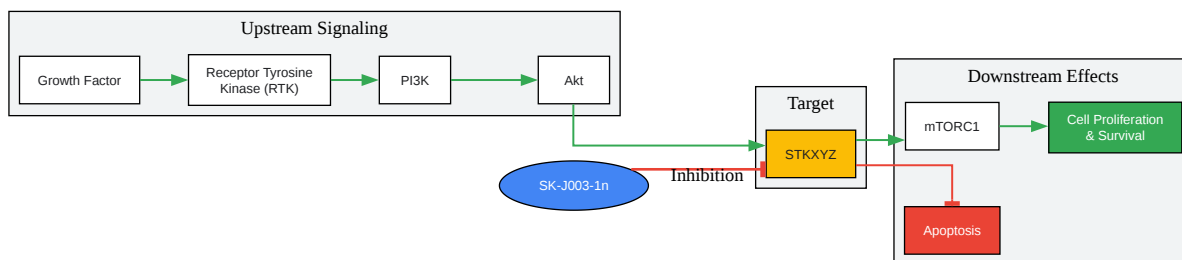 Upstream Signaling
Growth Factor
Receptor Tyrosine
Kinase (RTK)
PI3K
Akt
Target
STKXYZ
SK-J003-1n
Inhibition
Downstream Effects
mTORC1
Cell Proliferation
& Survival
Apoptosis